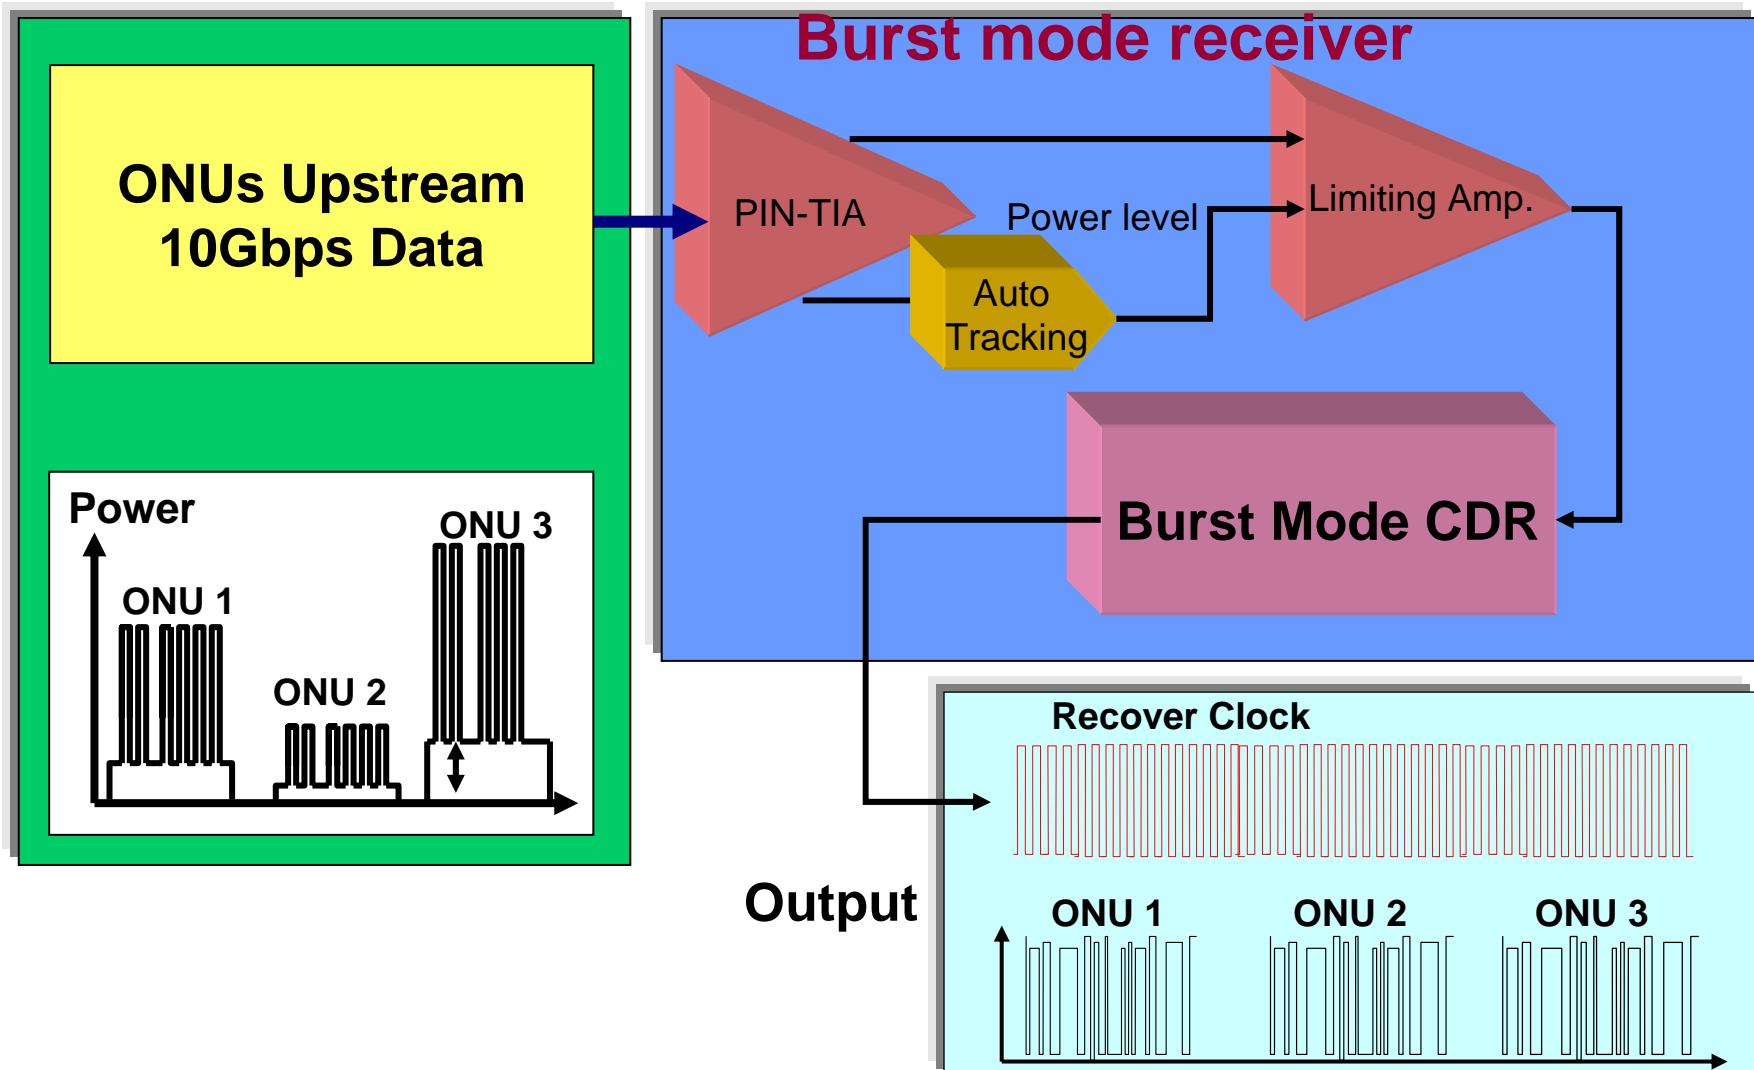 Burst mode receiver
ONUs Upstream
10Gbps Data
PIN-TIA
Power level
Limiting Amp.
Auto
Tracking
Burst Mode CDR
Power
ONU 1
ONU 2
ONU 3
Output
Recover Clock
ONU 1
ONU 2
ONU 3